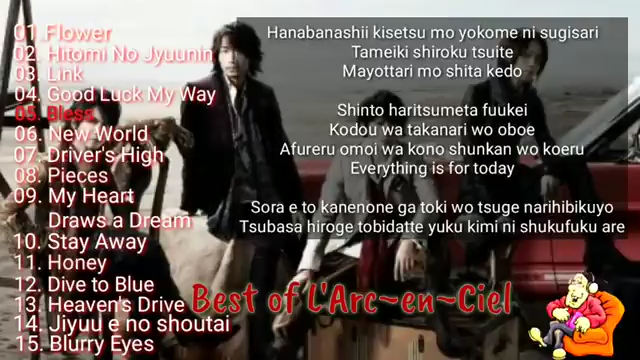 01. Flower
02. Hitomi No Jyuunin
03. Link
04. Good Luck My Way
05. Bless
06. New World
07. Driver's High
08. Pieces
09. My Heart
Draws a Dream
10. Stay Away
11. Honey
12. Dive to Blue
13. Heaven's Drive
14. Jiyuu e no shoutai
15. Blurry Eyes
Hanabanashii kisetsu mo yokome ni sugisari
Tameiki shiroku tsuite
Mayottari mo shita kedo
Shinto haritsumeta fuukei
Kodou wa takanari wo oboe
Afureru omoi wa kono shunkan wo koeru
Everything is for today
Sora e to kanenone ga toki wo tsuge narihibikuyo
Tsubasa hiroge tobidatte yuku kimi ni shukufuku are
Best of L'Arc~en~Ciel